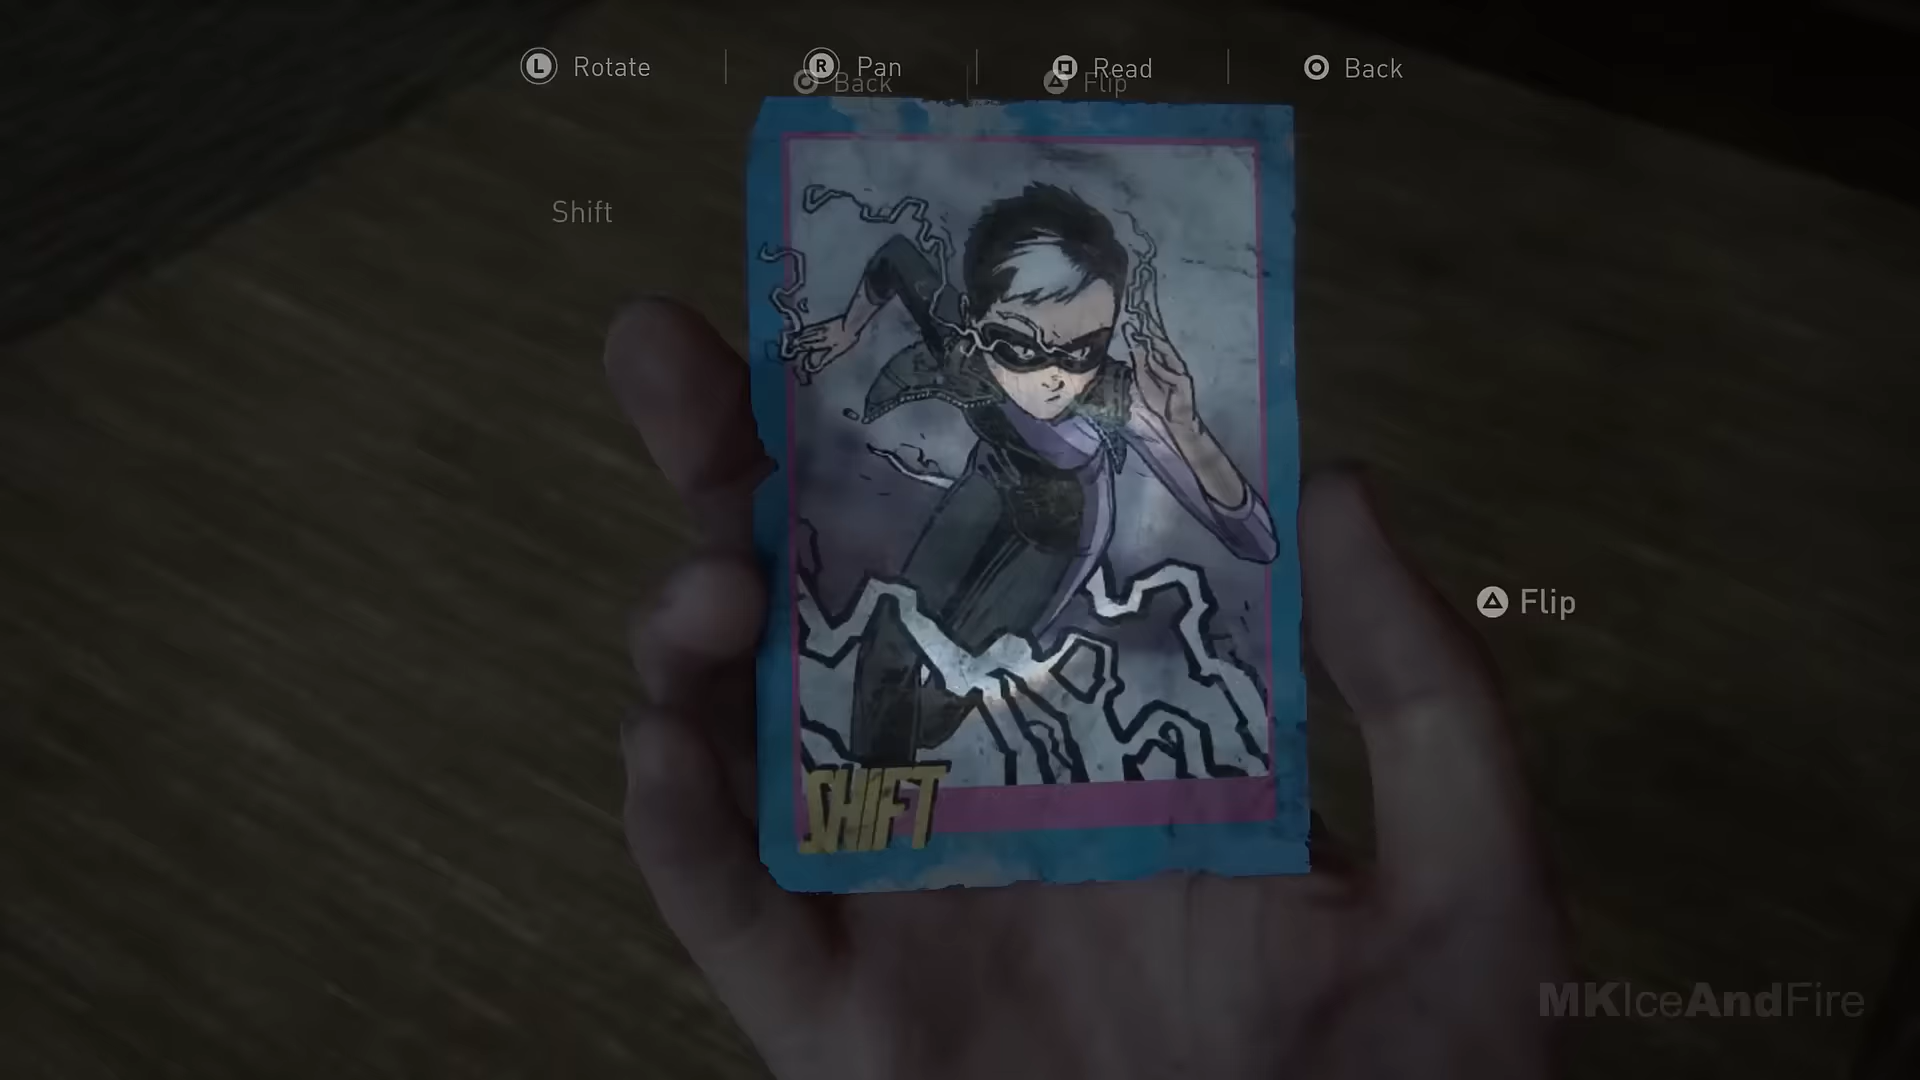 L Rotate
R Pan
Read
Back
Back
Flip
Shift
Flip
SHIFT
MKIceAndFire